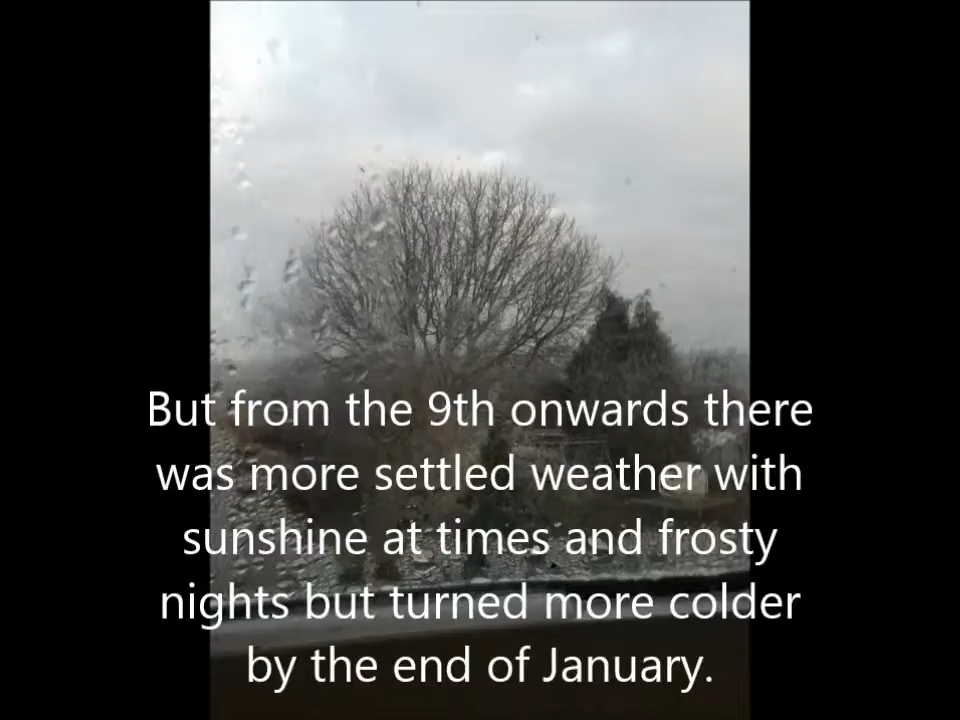 But from the 9th onwards there
was more settled weather with
sunshine at times and frosty
nights but turned more colder
by the end of January.